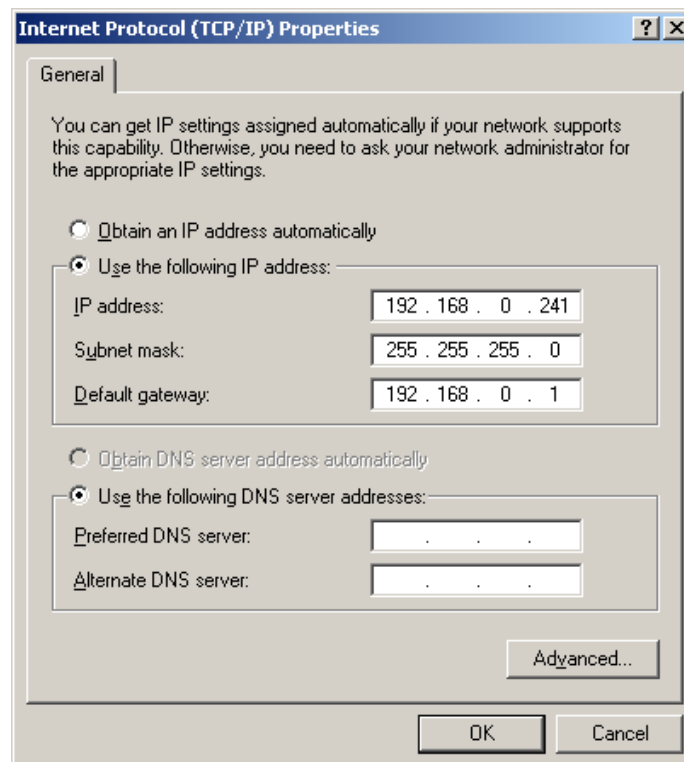 Internet Protocol (TCP/IP) Properties
General
You can get IP settings assigned automatically if your network supports
this capability. Otherwise, you need to ask your network administrator for
the appropriate IP settings.
Obtain an IP address automatically
Use the following IP address:
IP address: 192 . 168 . 0 . 241
Subnet mask: 255 . 255 . 255 . 0
Default gateway: 192 . 168 . 0 . 1
Obtain DNS server address automatically
Use the following DNS server addresses:
Preferred DNS server: . . .
Alternate DNS server: . . .
Advanced...
OK Cancel